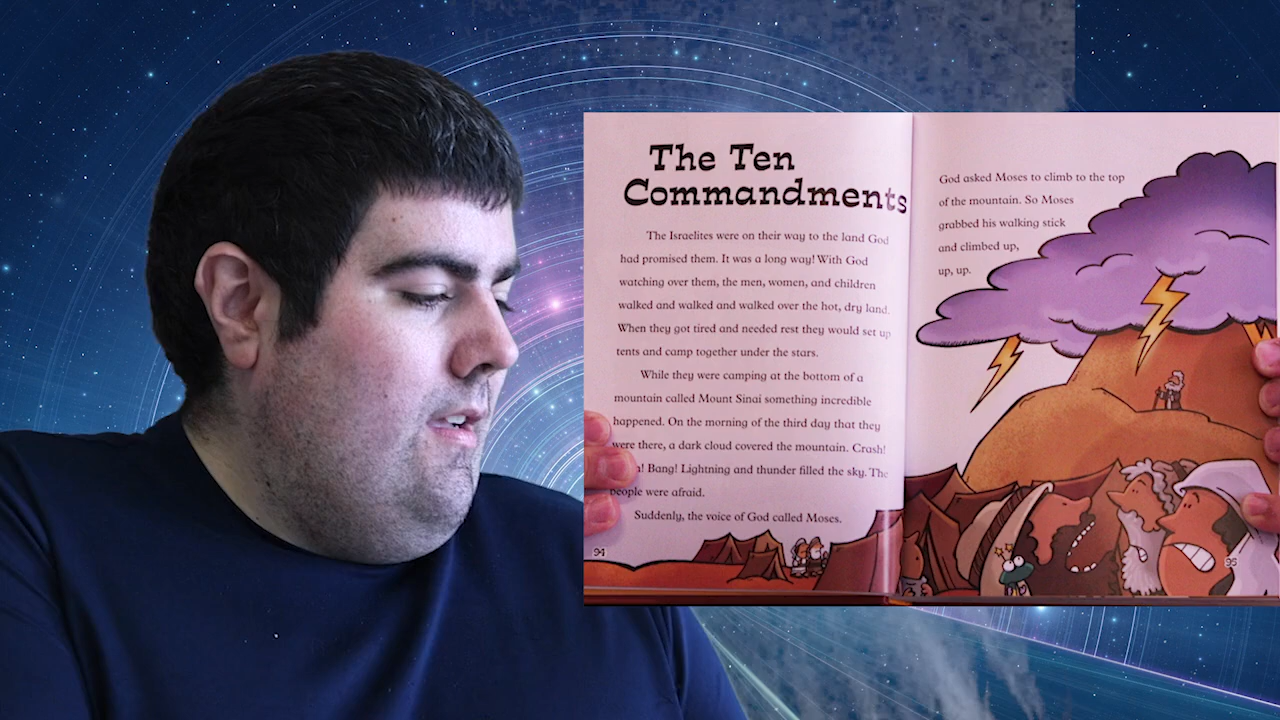 The Ten
Commandments
The Israelites were on their way to the land God
had promised them. It was a long way! With God
watching over them, the men, women, and children
walked and walked and walked over the hot, dry land.
When they got tired and needed rest they would set up
tents and camp together under the stars.
While they were camping at the bottom of a
mountain called Mount Sinai something incredible
happened. On the morning of the third day that they
were there, a dark cloud covered the mountain. Crash!
Bang! Lightning and thunder filled the sky. The
people were afraid.
Suddenly, the voice of God called Moses.
94
God asked Moses to climb to the top
of the mountain. So Moses
grabbed his walking stick
and climbed up,
up, up.
95